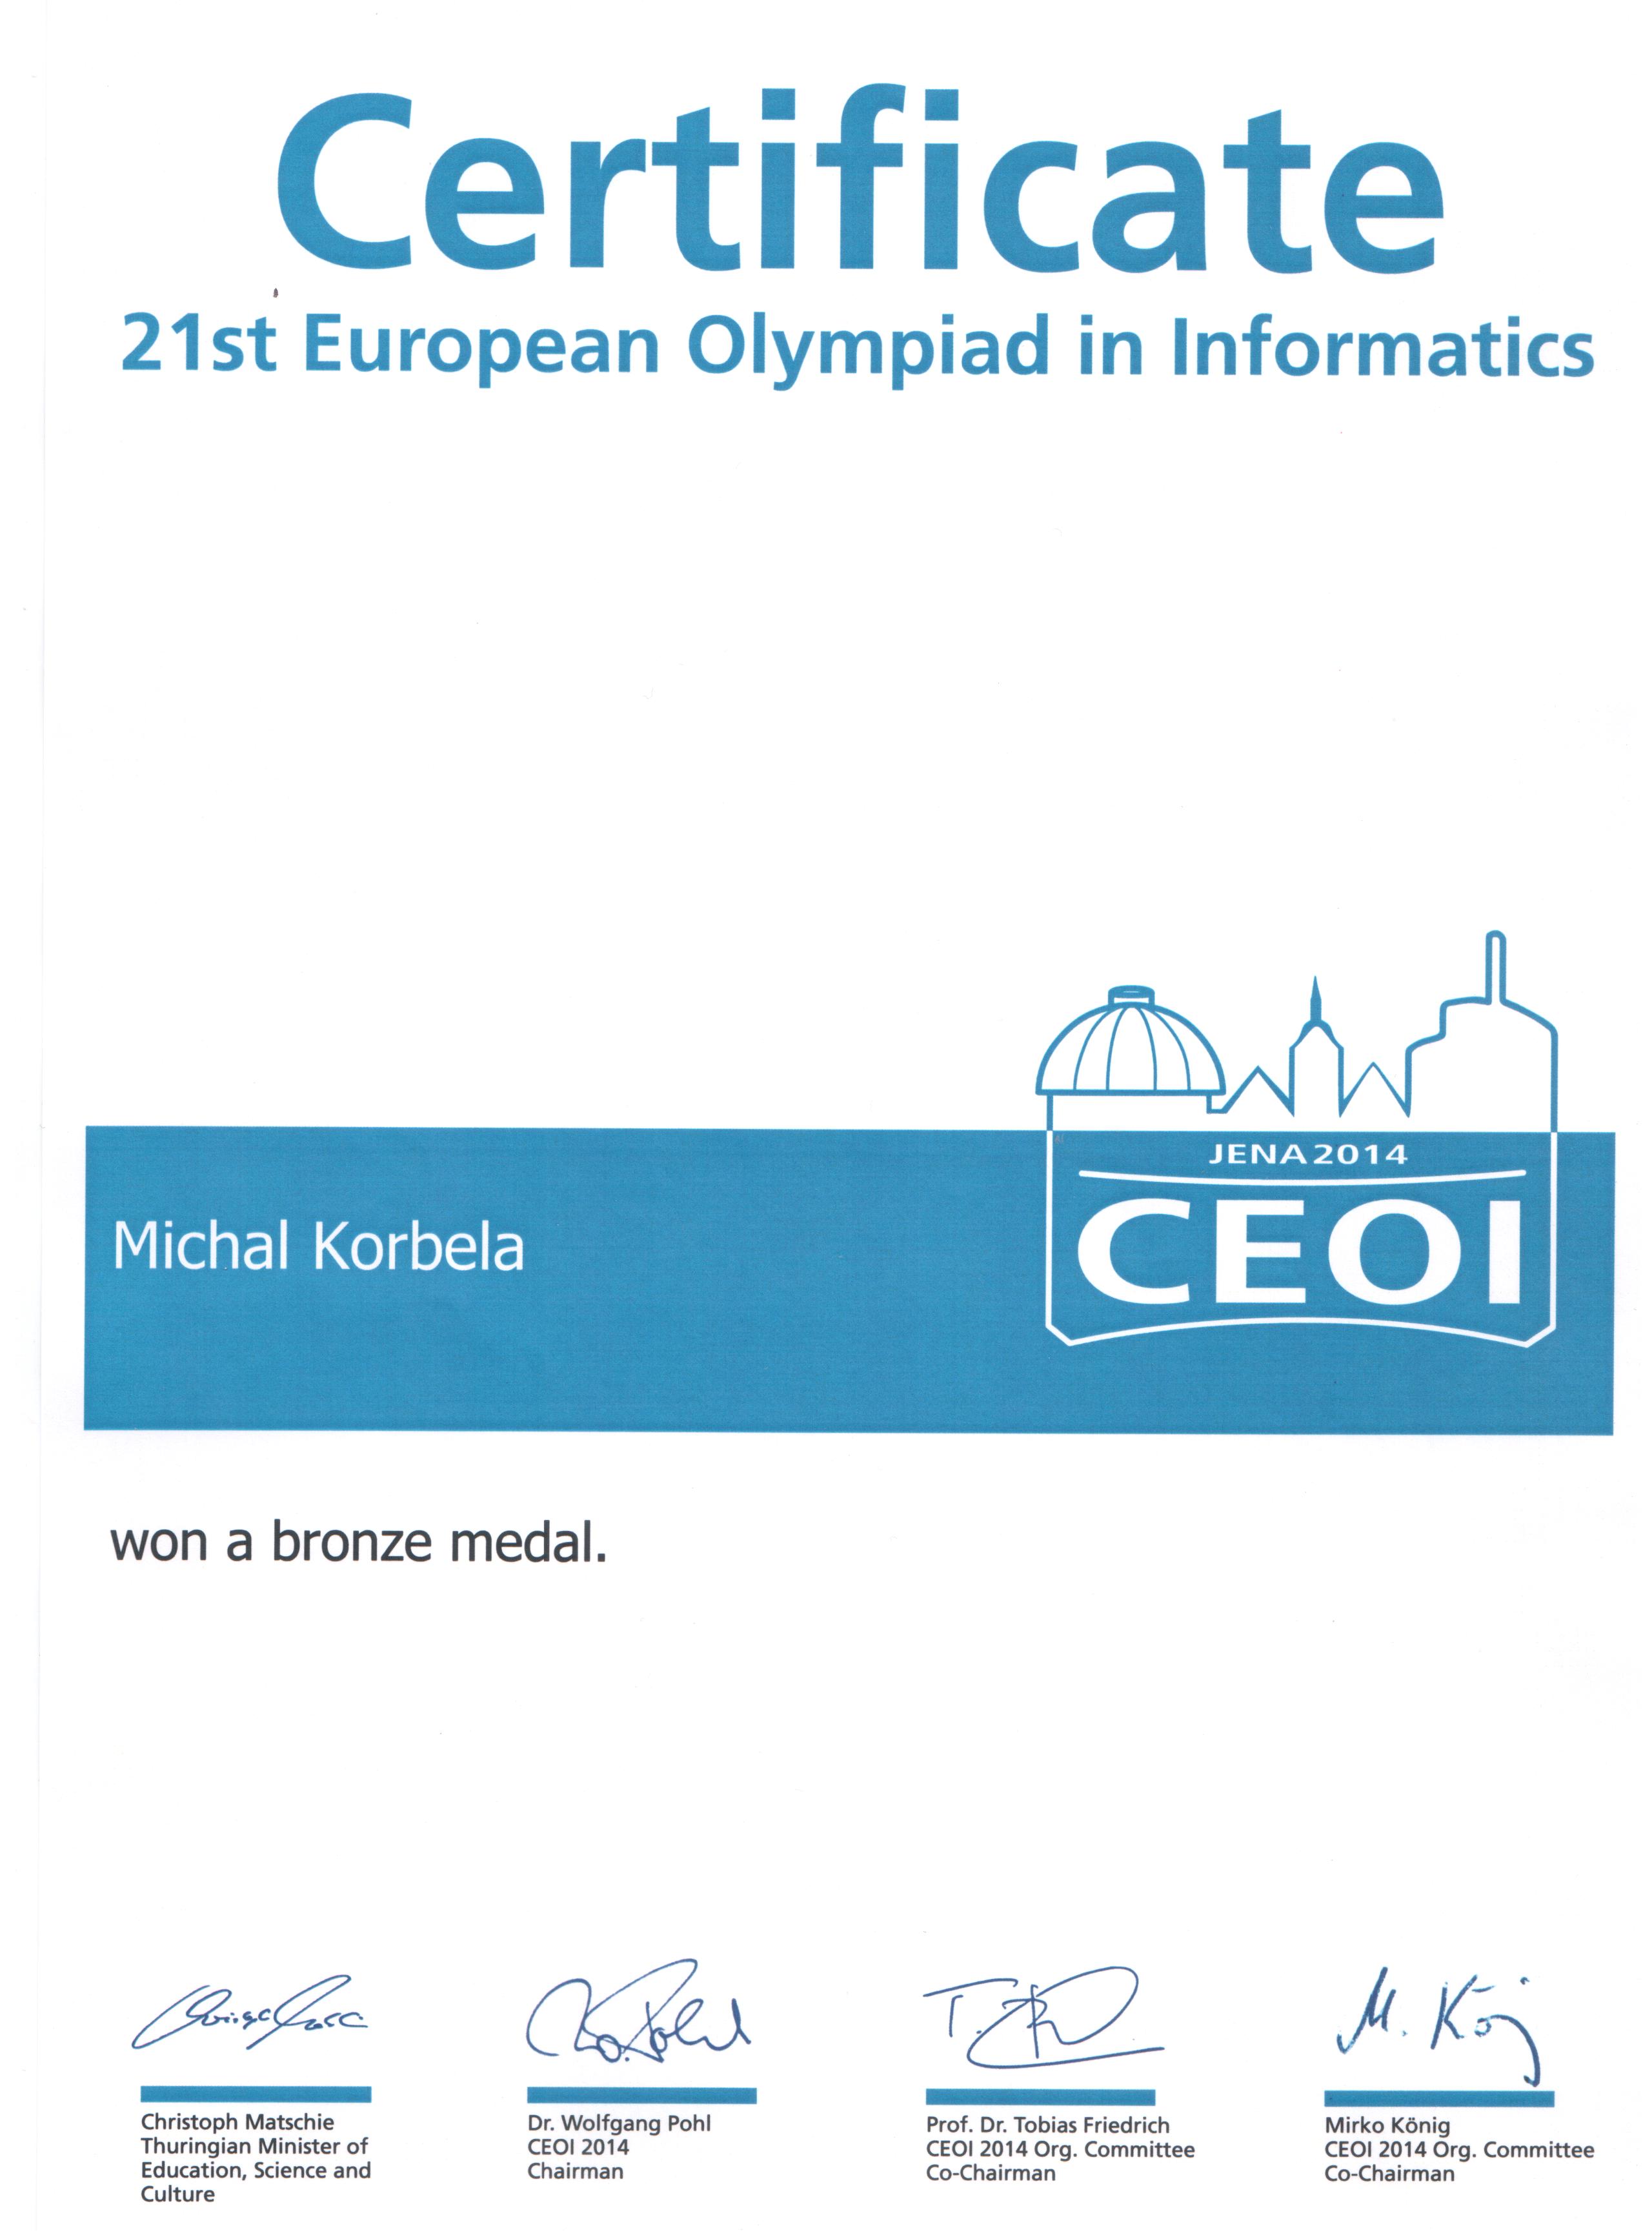 Certificate
21st European Olympiad in Informatics
JENA 2014
CEOI
Michal Korbela
won a bronze medal.
T.
M. Kö
Christoph Matschie
Thuringian Minister of
Education, Science and
Culture
Dr. Wolfgang Pohl
CEOI 2014
Chairman
Prof. Dr. Tobias Friedrich
CEOI 2014 Org. Committee
Co-Chairman
Mirko König
CEOI 2014 Org. Committee
Co-Chairman